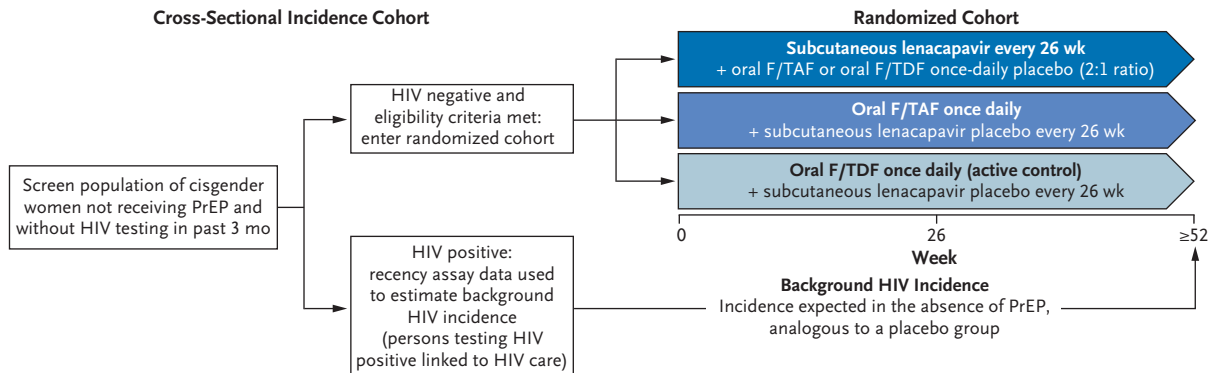 Cross-Sectional Incidence Cohort
Randomized Cohort
Screen population of cisgender
women not receiving PrEP and
without HIV testing in past 3 mo
HIV negative and
eligibility criteria met:
enter randomized cohort
HIV positive:
recency assay data used
to estimate background
HIV incidence
(persons testing HIV
positive linked to HIV care)
Subcutaneous lenacapavir every 26 wk
+ oral F/TAF or oral F/TDF once-daily placebo (2:1 ratio)
Oral F/TAF once daily
+ subcutaneous lenacapavir placebo every 26 wk
Oral F/TDF once daily (active control)
+ subcutaneous lenacapavir placebo every 26 wk
0
26
≥52
Week
Background HIV Incidence
Incidence expected in the absence of PrEP,
analogous to a placebo group